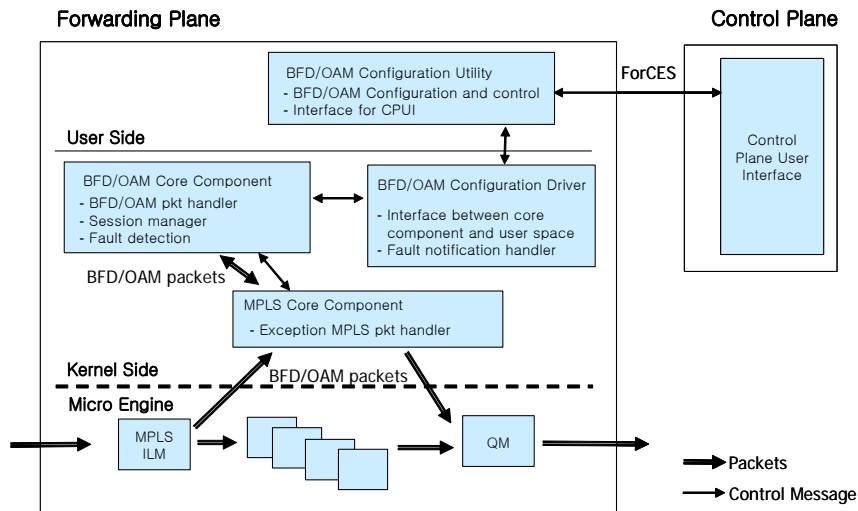 Forwarding Plane
Control Plane
BFD/OAM Configuration Utility
- BFD/OAM Configuration and control
- Interface for CPUI
ForCES
Control
Plane User
Interface
User Side
BFD/OAM Core Component
- BFD/OAM pkt handler
- Session manager
- Fault detection
BFD/OAM Configuration Driver
- Interface between core
component and user space
- Fault notification handler
BFD/OAM packets
MPLS Core Component
- Exception MPLS pkt handler
Kernel Side
BFD/OAM packets
Micro Engine
MPLS
ILM
QM
Packets
Control Message